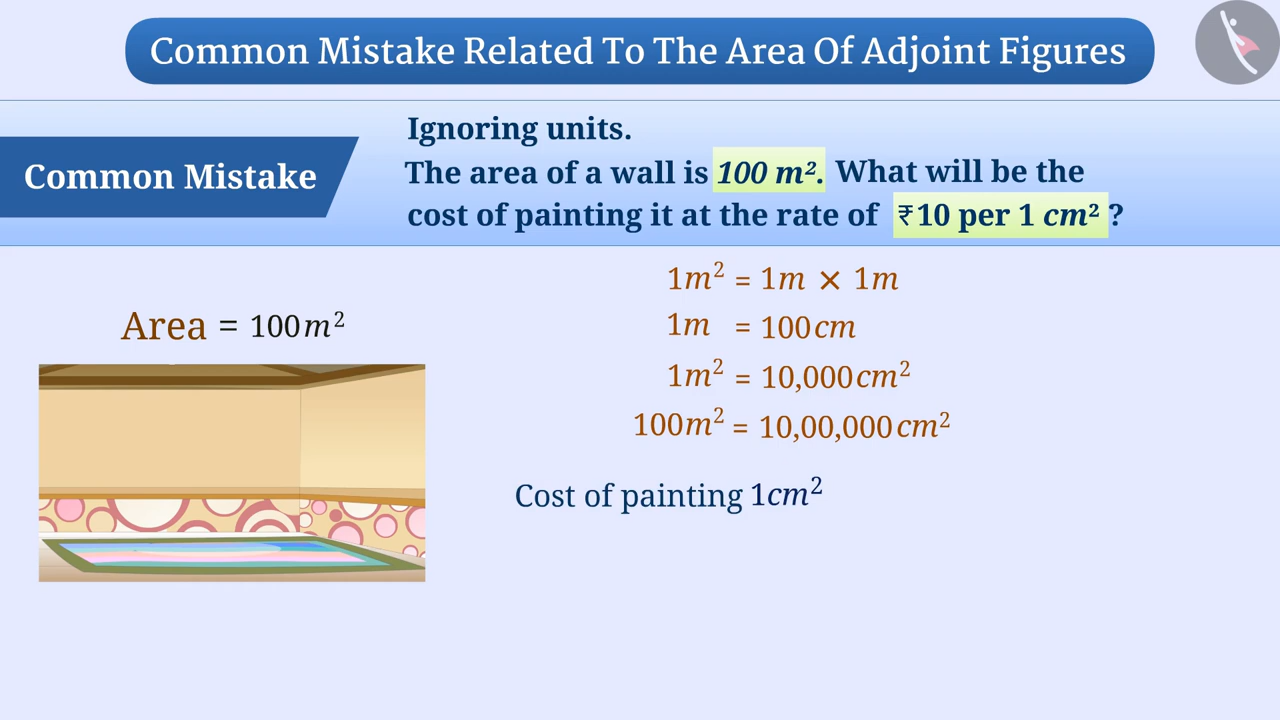 Common Mistake Related To The Area Of Adjoint Figures
Common Mistake
Ignoring units.
The area of a wall is 100 m². What will be the
cost of painting it at the rate of ₹10 per 1 cm² ?
Area = 100m²
1m² = 1m × 1m
1m = 100cm
1m² = 10,000cm²
100m² = 10,00,000cm²
Cost of painting 1cm²